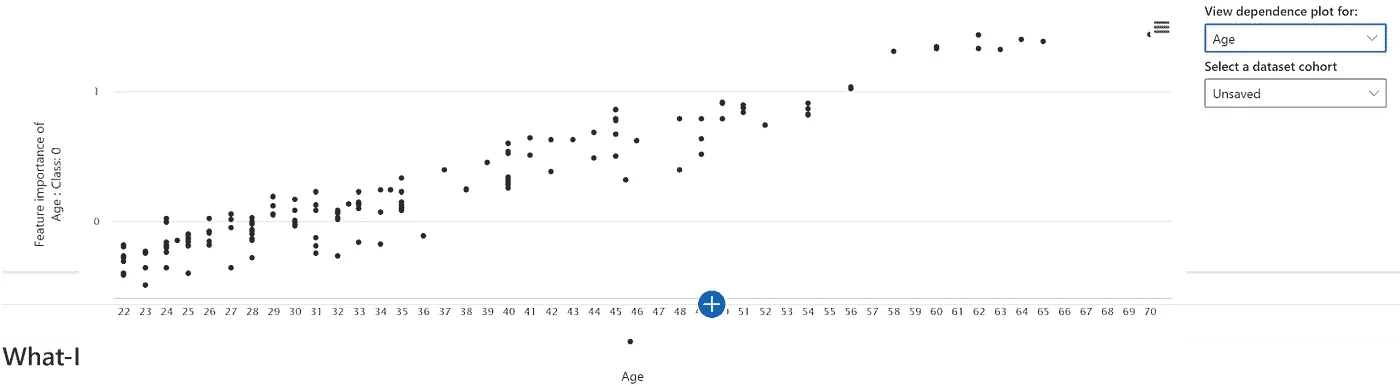 View dependence plot for:
Age
Select a dataset cohort
Unsaved
1
0
Feature importance of
Age : Class: 0
22 23 24 25 26 27 28 29 30 31 32 33 34 35 36 37 38 39 40 41 42 43 44 45 46 47 48 51 52 53 54 55 56 57 58 59 60 61 62 63 64 65 66 67 68 69 70
What-I
Age